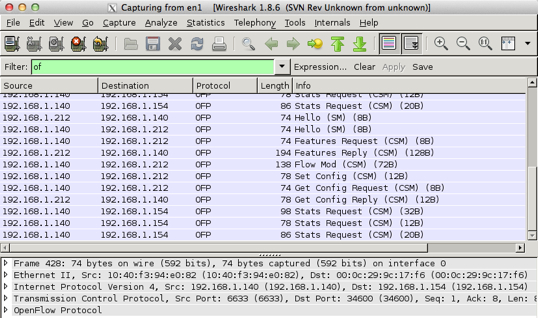 Capturing from en1 [Wireshark 1.8.6 (SVN Rev Unknown from unknown)]
File Edit View Go Capture Analyze Statistics Telephony Tools Internals Help
Filter: of Expression... Clear Apply Save
Source Destination Protocol Length Info
192.168.1.140 192.168.1.154 OFP 78 Stats Request (CSM) (12B)
192.168.1.140 192.168.1.154 OFP 86 Stats Request (CSM) (20B)
192.168.1.140 192.168.1.212 OFP 74 Hello (SM) (8B)
192.168.1.212 192.168.1.140 OFP 74 Hello (SM) (8B)
192.168.1.140 192.168.1.212 OFP 74 Features Request (CSM) (8B)
192.168.1.212 192.168.1.140 OFP 194 Features Reply (CSM) (128B)
192.168.1.140 192.168.1.212 OFP 138 Flow Mod (CSM) (72B)
192.168.1.140 192.168.1.212 OFP 78 Set Config (CSM) (12B)
192.168.1.140 192.168.1.212 OFP 74 Get Config Request (CSM) (8B)
192.168.1.212 192.168.1.140 OFP 78 Get Config Reply (CSM) (12B)
192.168.1.140 192.168.1.154 OFP 98 Stats Request (CSM) (32B)
192.168.1.140 192.168.1.154 OFP 78 Stats Request (CSM) (12B)
192.168.1.140 192.168.1.154 OFP 86 Stats Request (CSM) (20B)
Frame 428: 74 bytes on wire (592 bits), 74 bytes captured (592 bits) on interface 0
Ethernet II, Src: 10:40:f3:94:e0:82 (10:40:f3:94:e0:82), Dst: 00:0c:29:9c:17:f6 (00:0c:29:9c:17:f6)
Internet Protocol Version 4, Src: 192.168.1.140 (192.168.1.140), Dst: 192.168.1.154 (192.168.1.154)
Transmission Control Protocol, Src Port: 6633 (6633), Dst Port: 34600 (34600), Seq: 1, Ack: 8, Len: 8
OpenFlow Protocol